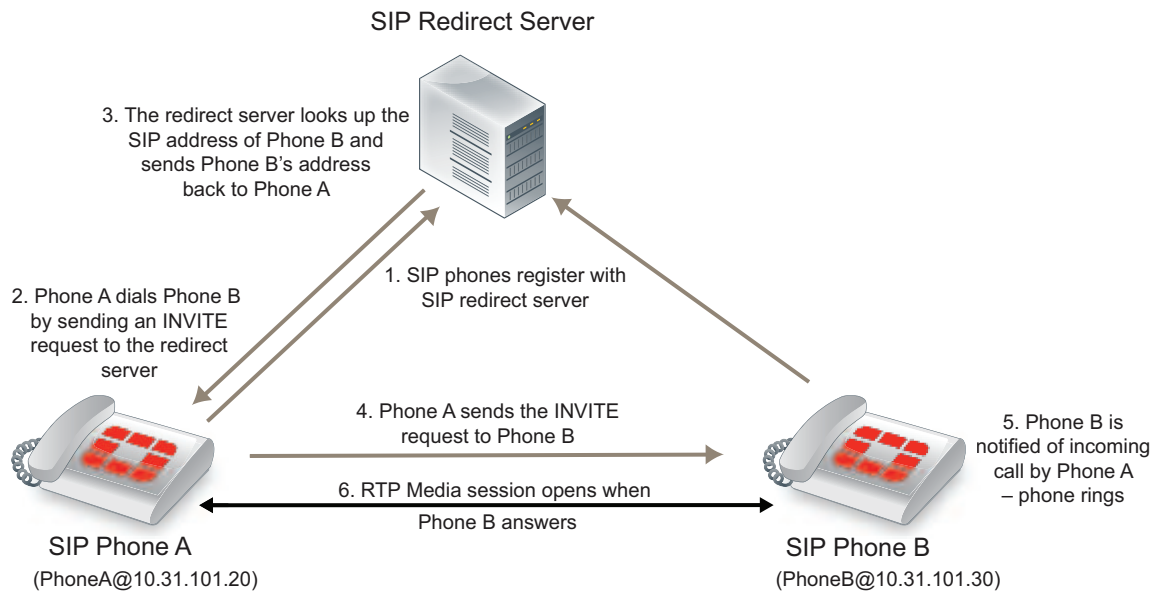 SIP Redirect Server
3. The redirect server looks up the
SIP address of Phone B and
sends Phone B's address
back to Phone A
1. SIP phones register with
SIP redirect server
2. Phone A dials Phone B
by sending an INVITE
request to the redirect
server
4. Phone A sends the INVITE
request to Phone B
5. Phone B is
notified of incoming
call by Phone A
– phone rings
6. RTP Media session opens when
Phone B answers
SIP Phone A
(PhoneA@10.31.101.20)
SIP Phone B
(PhoneB@10.31.101.30)